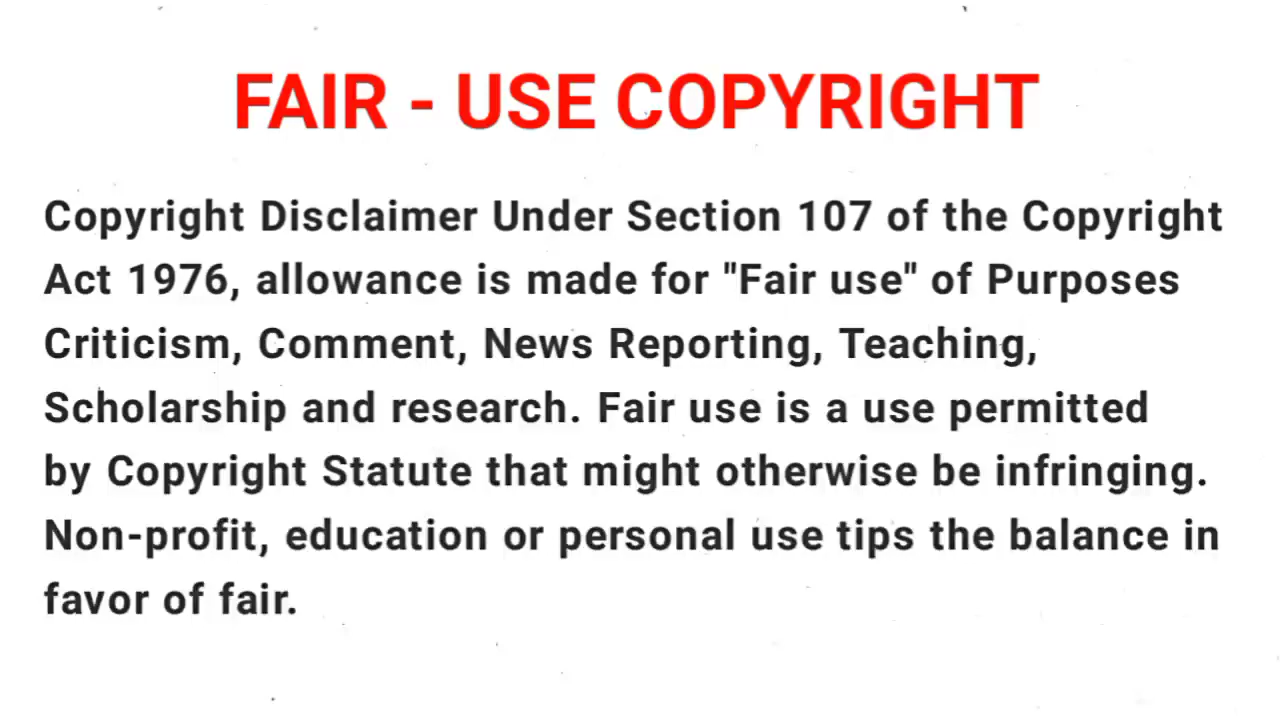 FAIR - USE COPYRIGHT
Copyright Disclaimer Under Section 107 of the Copyright
Act 1976, allowance is made for "Fair use" of Purposes
Criticism, Comment, News Reporting, Teaching,
Scholarship and research. Fair use is a use permitted
by Copyright Statute that might otherwise be infringing.
Non-profit, education or personal use tips the balance in
favor of fair.